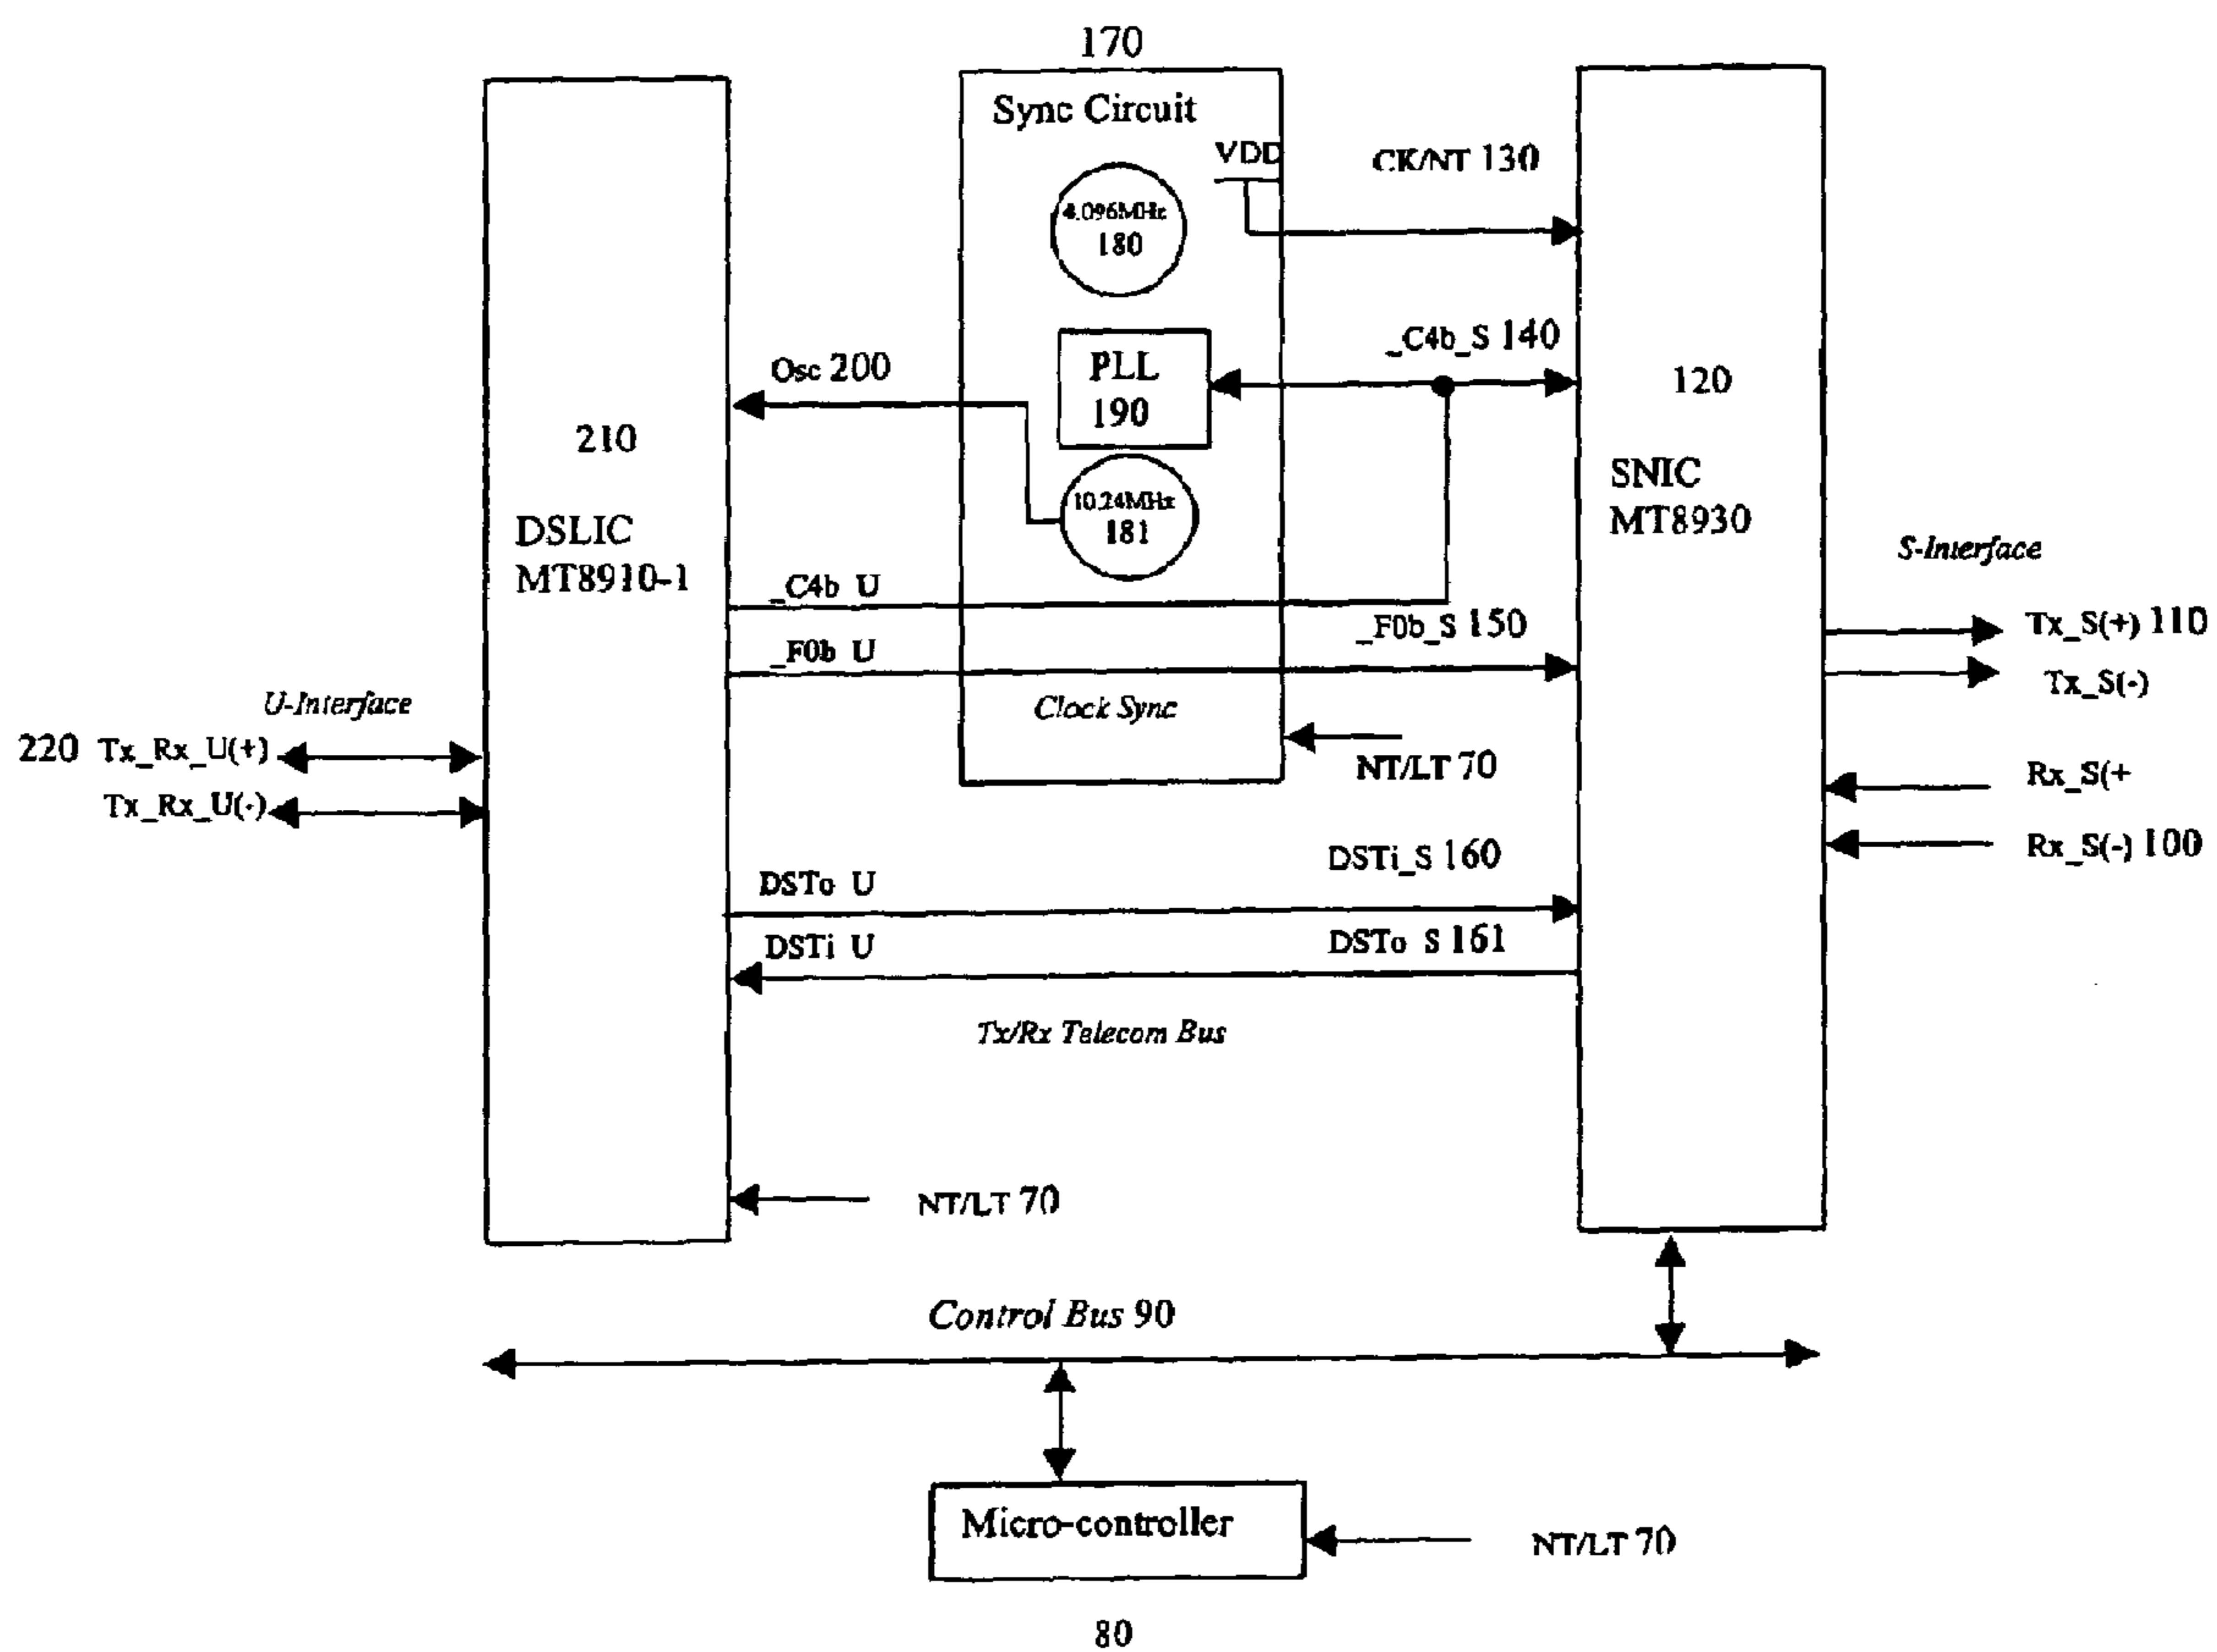 170
Sync Circuit
VDD
4.096MHz
180
CK/NT 130
_C4b_S 140
Osc 200
PLL
190
120
210
10.24MHz
181
SNIC
MT8930
DSLIC
MT8910-1
S-Interface
_C4b U
_F0b_S 150
Tx_S(+) 110
_F0b U
Tx_S(-)
U-Interface
Clock Sync
220 Tx_Rx_U(+)
NT/LT 70
Rx_S(+
Tx_Rx_U(-)
DSTi_S 160
Rx_S(-) 100
DSTo U
DSTi U
DSTo S 161
Tx/Rx Telecom Bus
NT/LT 70
Control Bus 90
Micro-controller
NT/LT 70
80